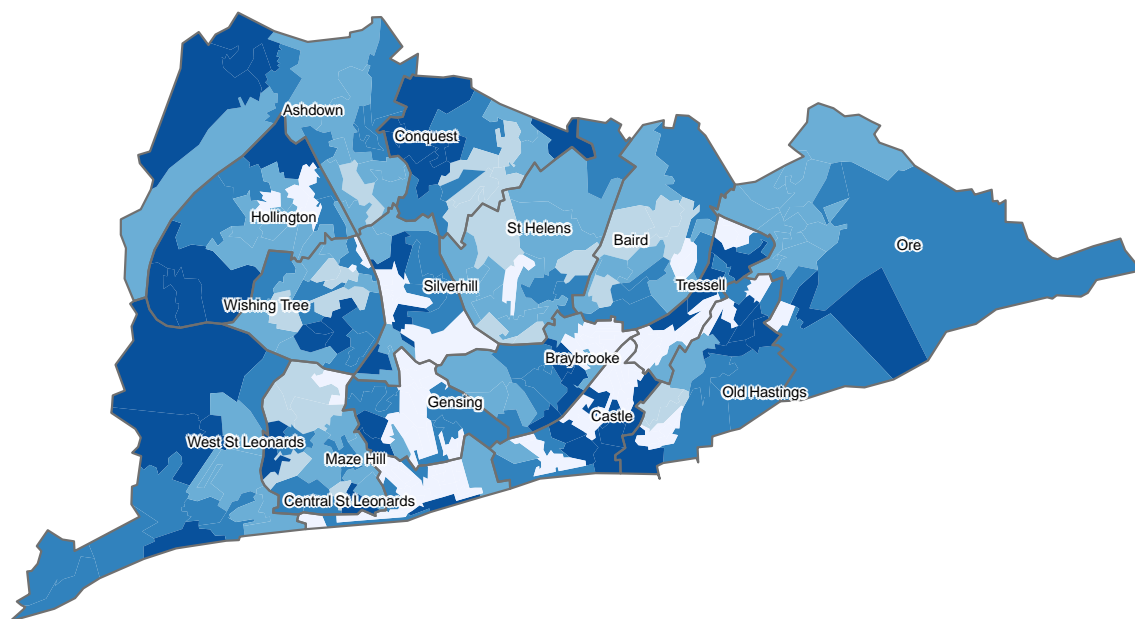 Ashdown
Conquest
Hollington
St Helens
Baird
Ore
Silverhill
Tressell
Wishing Tree
Braybrooke
Old Hastings
Gensing
Castle
West St Leonards
Maze Hill
Central St Leonards